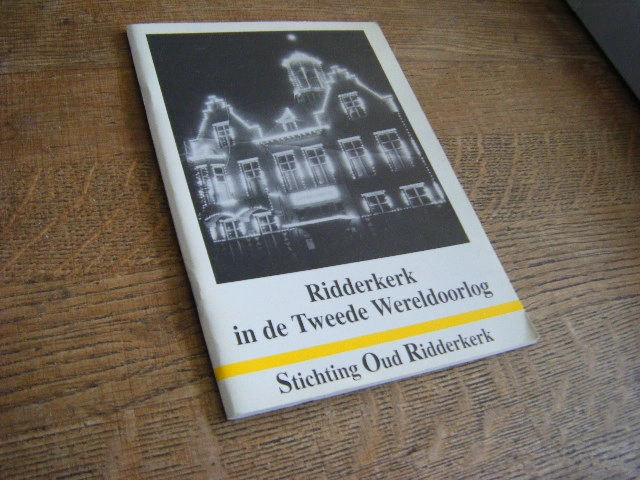 Ridderkerk
in de Tweede Wereldoorlog
Stichting Oud Ridderkerk